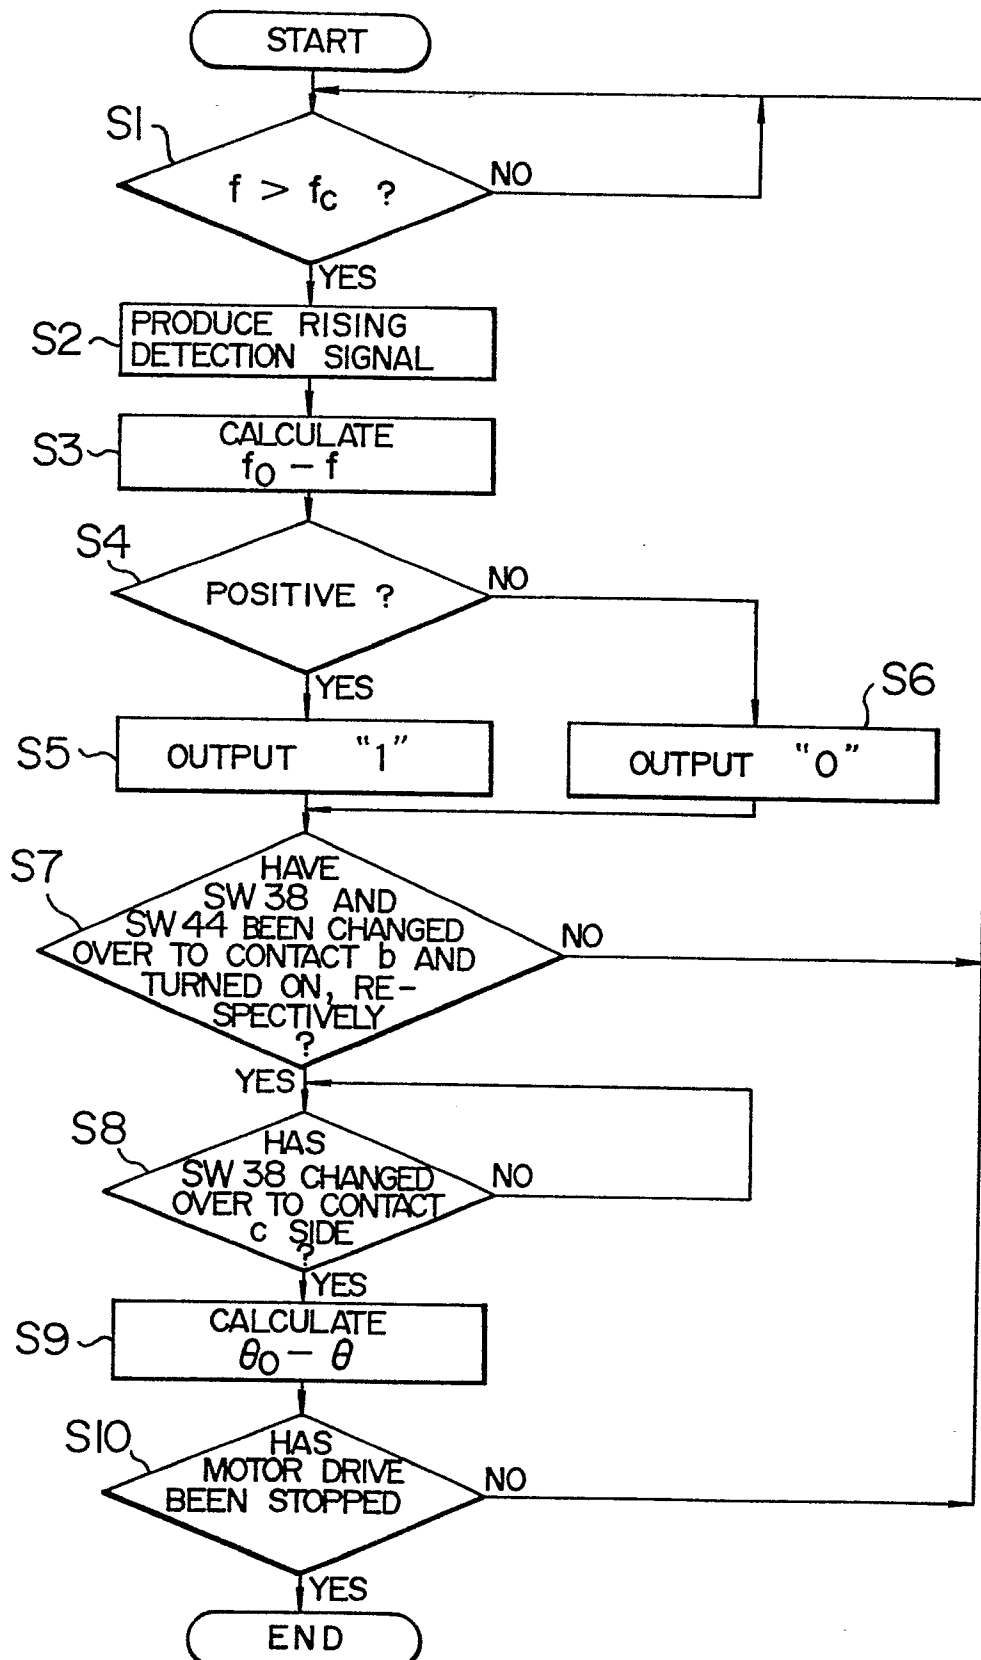 START
S1
f > fc ?
NO
YES
S2
PRODUCE RISING
DETECTION SIGNAL
S3
CALCULATE
fo – f
S4
POSITIVE ?
NO
YES
S5
OUTPUT "1"
S6
OUTPUT "0"
S7
HAVE
SW 38 AND
SW 44 BEEN CHANGED
OVER TO CONTACT b AND
TURNED ON, RE-
SPECTIVELY
?
NO
YES
S8
HAS
SW 38 CHANGED
OVER TO CONTACT
c SIDE
?
NO
YES
S9
CALCULATE
θo – θ
S10
HAS
MOTOR DRIVE
BEEN STOPPED
NO
YES
END